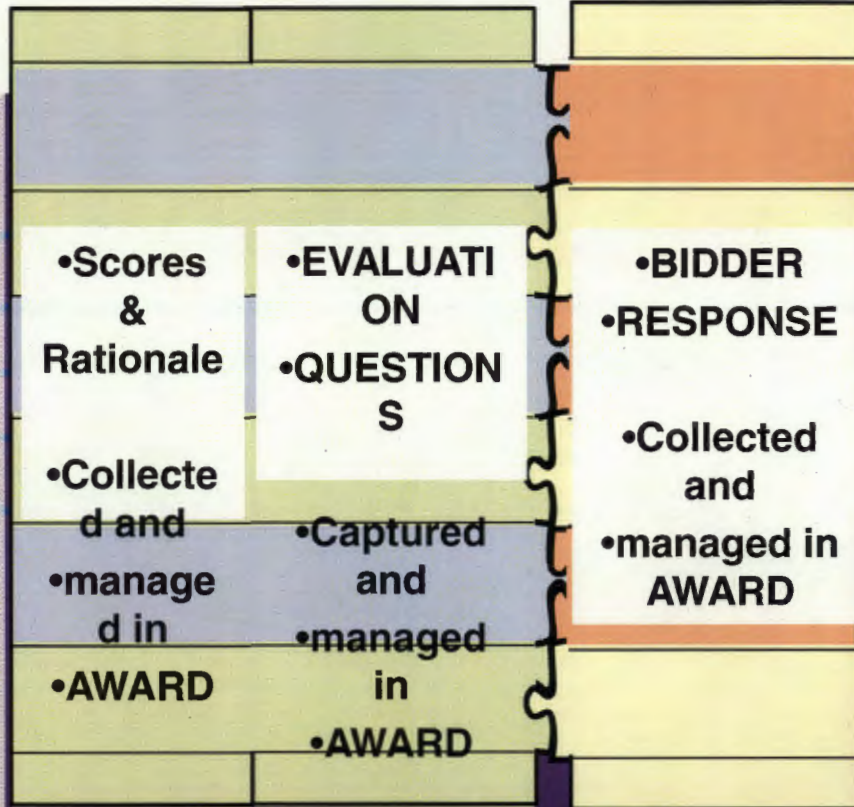 •Scores
&
Rationale
•Collecte
d and
•manage
d in
•AWARD
•EVALUATI
ON
•QUESTION
S
•Captured
and
•managed
in
•AWARD
•BIDDER
•RESPONSE
•Collected
and
•managed in
AWARD